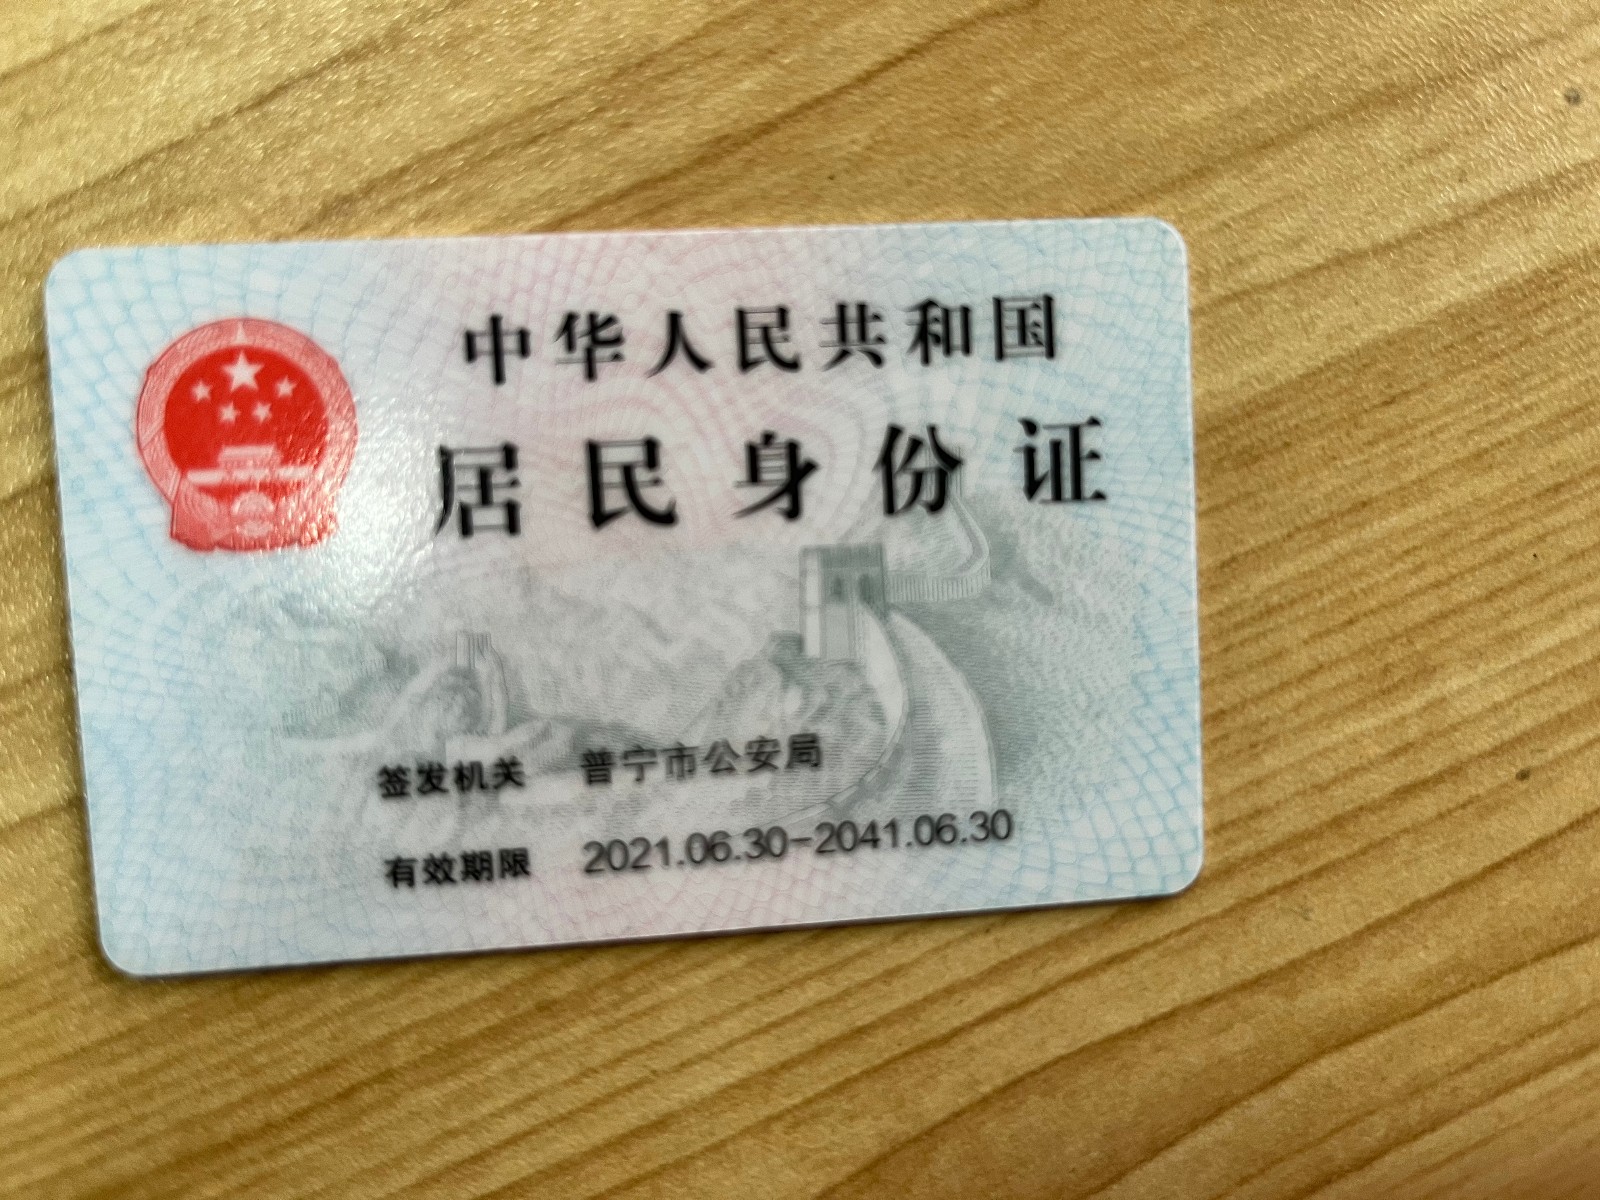 中华人民共和国
居民身份证
签发机关 普宁市公安局
有效期限 2021.06.30-2041.06.30